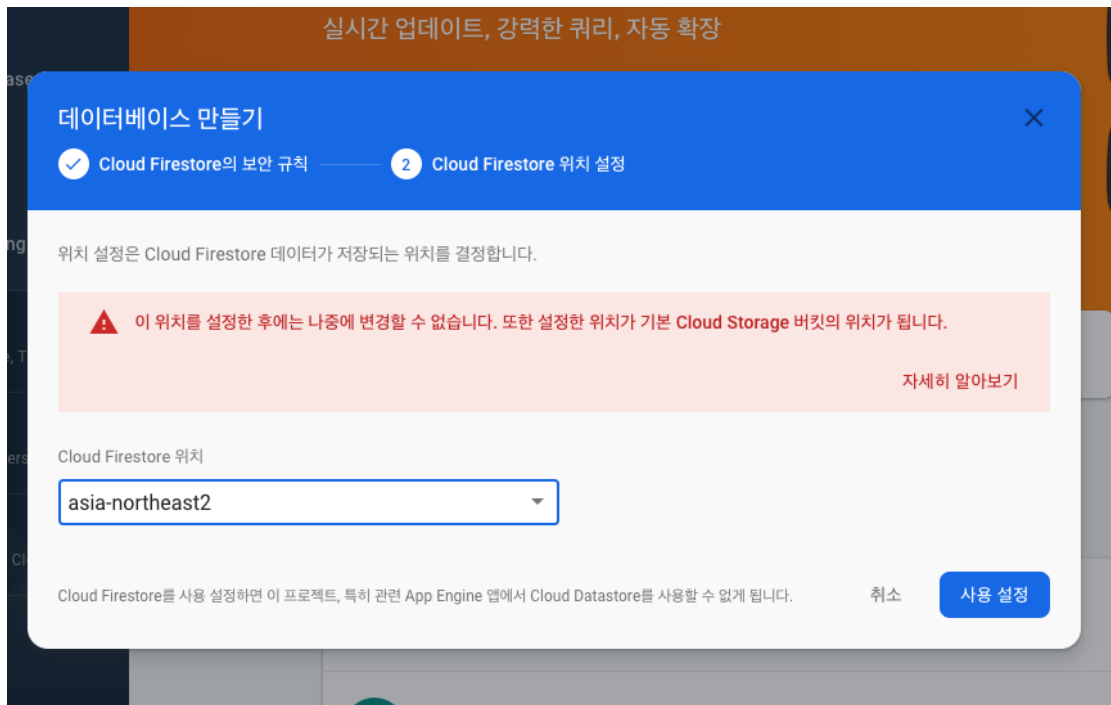 실시간 업데이트, 강력한 쿼리, 자동 확장
ase
데이터베이스 만들기
Cloud Firestore의 보안 규칙
2 Cloud Firestore 위치 설정
ng
위치 설정은 Cloud Firestore 데이터가 저장되는 위치를 결정합니다.
이 위치를 설정한 후에는 나중에 변경할 수 없습니다. 또한 설정한 위치가 기본 Cloud Storage 버킷의 위치가 됩니다.
, T
자세히 알아보기
ers
Cloud Firestore 위치
asia-northeast2
Cl
Cloud Firestore를 사용 설정하면 이 프로젝트, 특히 관련 App Engine 앱에서 Cloud Datastore를 사용할 수 없게 됩니다.
취소
사용 설정